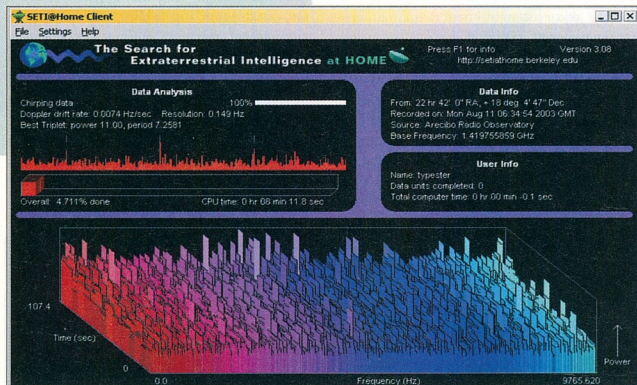 SETI@Home Client
File Settings Help
The Search for
Extraterrestrial Intelligence at HOME
Press F1 for info
Version 3.08
http://setiathome.berkeley.edu
Data Analysis
Chirping data
100%
Doppler drift rate: 0.0074 Hz/sec Resolution: 0.149 Hz
Best Triplet: power 11.00, period 7.2581
Overall: 4.711% done
CPU time: 0 hr 08 min 11.8 sec
Data Info
From: 22 hr 42' 0" RA, + 18 deg 4' 47" Dec
Recorded on: Mon Aug 11 06:34:54 2003 GMT
Source: Arecibo Radio Observatory
Base Frequency: 1.419755859 GHz
User Info
Name: typester
Data units completed: 0
Total computer time: 0 hr 00 min -0.1 sec
107.4
Time (sec)
0
0.0
Frequency (Hz)
9765.620
Power